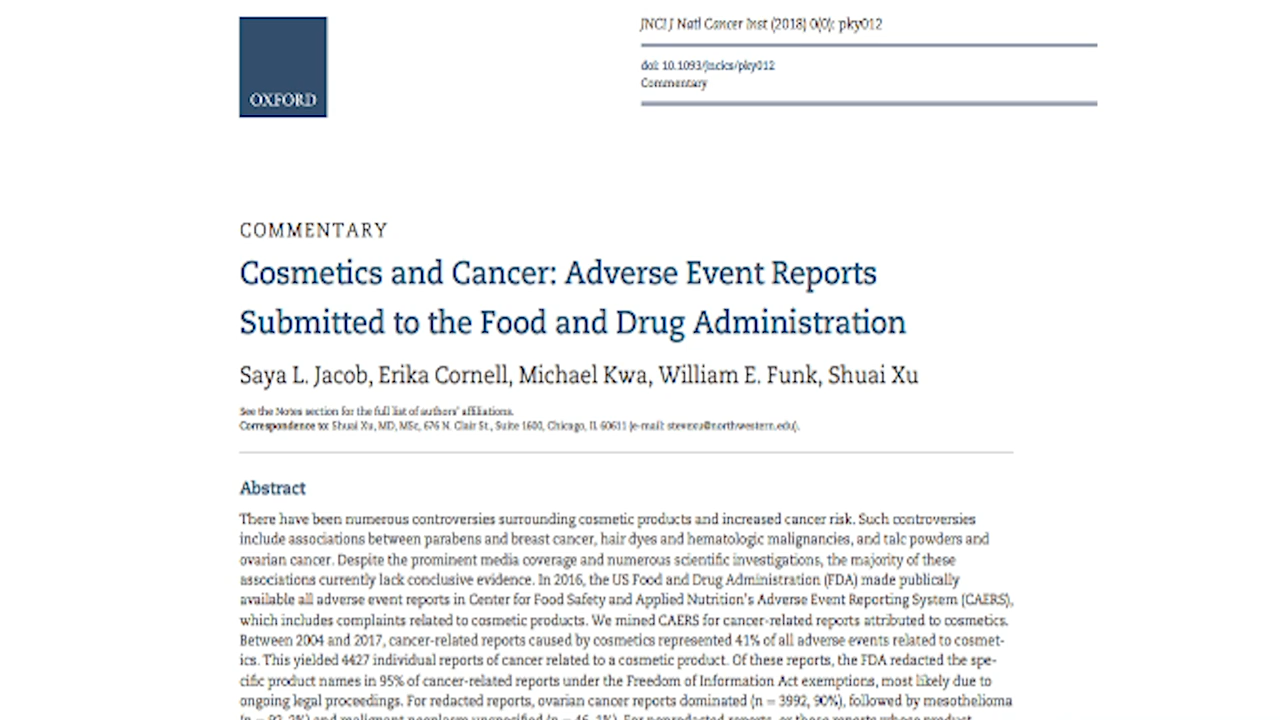 OXFORD
JNCI J Natl Cancer Inst (2018) 0(0): pky012
doi: 10.1093/jncics/pky012
Commentary
COMMENTARY
Cosmetics and Cancer: Adverse Event Reports
Submitted to the Food and Drug Administration
Saya L. Jacob, Erika Cornell, Michael Kwa, William E. Funk, Shuai Xu
See the Notes section for the full list of authors' affiliations.
Correspondence to: Shuai Xu, MD, MSc, 676 N. Clair St., Suite 1600, Chicago, IL 60611 (e-mail: stevexu@northwestern.edu).
Abstract
There have been numerous controversies surrounding cosmetic products and increased cancer risk. Such controversies
include associations between parabens and breast cancer, hair dyes and hematologic malignancies, and talc powders and
ovarian cancer. Despite the prominent media coverage and numerous scientific investigations, the majority of these
associations currently lack conclusive evidence. In 2016, the US Food and Drug Administration (FDA) made publically
available all adverse event reports in Center for Food Safety and Applied Nutrition's Adverse Event Reporting System (CAERS),
which includes complaints related to cosmetic products. We mined CAERS for cancer-related reports attributed to cosmetics.
Between 2004 and 2017, cancer-related reports caused by cosmetics represented 41% of all adverse events related to cosmet-
ics. This yielded 4427 individual reports of cancer related to a cosmetic product. Of these reports, the FDA redacted the spe-
cific product names in 95% of cancer-related reports under the Freedom of Information Act exemptions, most likely due to
ongoing legal proceedings. For redacted reports, ovarian cancer reports dominated (n = 3992, 90%), followed by mesothelioma